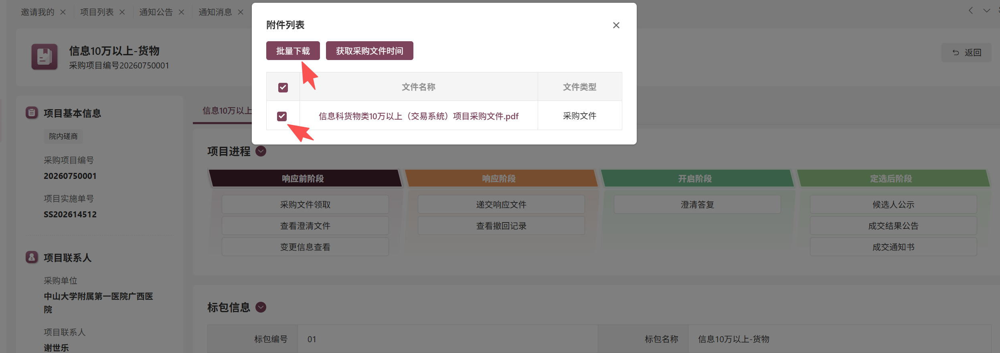 邀请我的
项目列表
通知公告
通知消息
附件列表
批量下载
获取采购文件时间
文件名称
文件类型
信息科货物类10万以上（交易系统）项目采购文件.pdf
采购文件
信息10万以上-货物
采购项目编号20260750001
返回
项目基本信息
院内磋商
采购项目编号
20260750001
项目实施单号
SS202614512
项目联系人
采购单位
中山大学附属第一医院广西医
院
项目联系人
谢世乐
信息10万以上
项目进程
响应前阶段
响应阶段
开启阶段
定选后阶段
采购文件领取
递交响应文件
澄清答复
候选人公示
查看澄清文件
查看撤回记录
成交结果公告
变更信息查看
成交通知书
标包信息
标包编号
01
标包名称
信息10万以上-货物